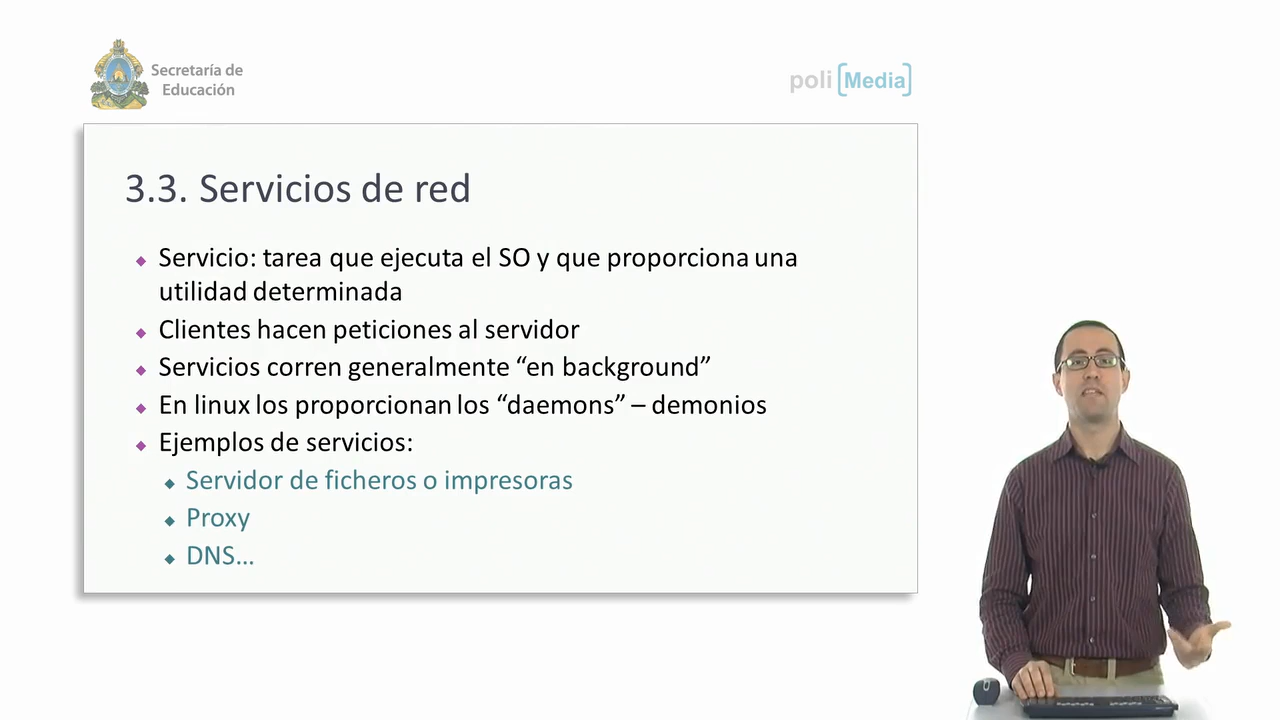 Secretaría de
Educación
poli [Media]
3.3. Servicios de red
Servicio: tarea que ejecuta el SO y que proporciona una
utilidad determinada
Clientes hacen peticiones al servidor
Servicios corren generalmente “en background”
En linux los proporcionan los “daemons” – demonios
Ejemplos de servicios:
Servidor de ficheros o impresoras
Proxy
DNS...